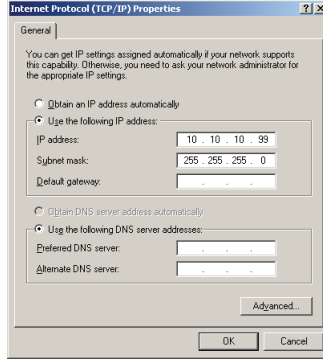 Internet Protocol (TCP/IP) Properties
General
You can get IP settings assigned automatically if your network supports
this capability. Otherwise, you need to ask your network administrator for
the appropriate IP settings.
Obtain an IP address automatically
Use the following IP address:
IP address: 10 . 10 . 10 . 99
Subnet mask: 255 . 255 . 255 . 0
Default gateway: . . .
Obtain DNS server address automatically
Use the following DNS server addresses:
Preferred DNS server: . . .
Alternate DNS server: . . .
Advanced...
OK Cancel